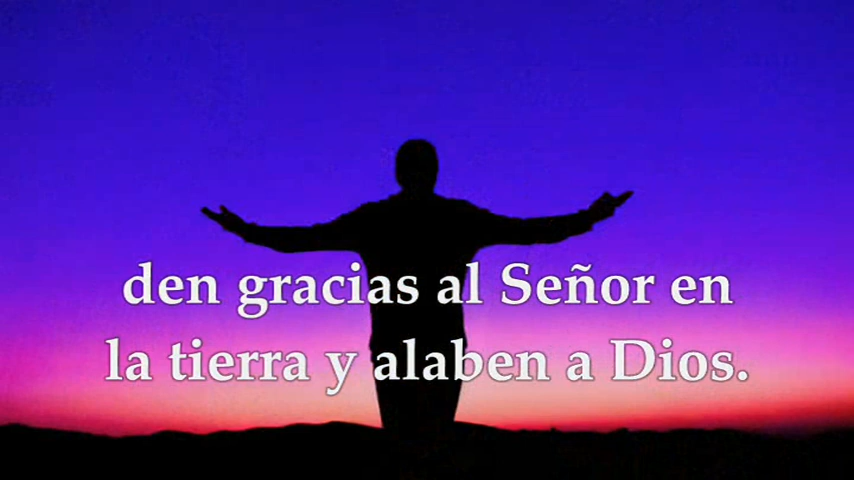 den gracias al Señor en
la tierra y alaben a Dios.